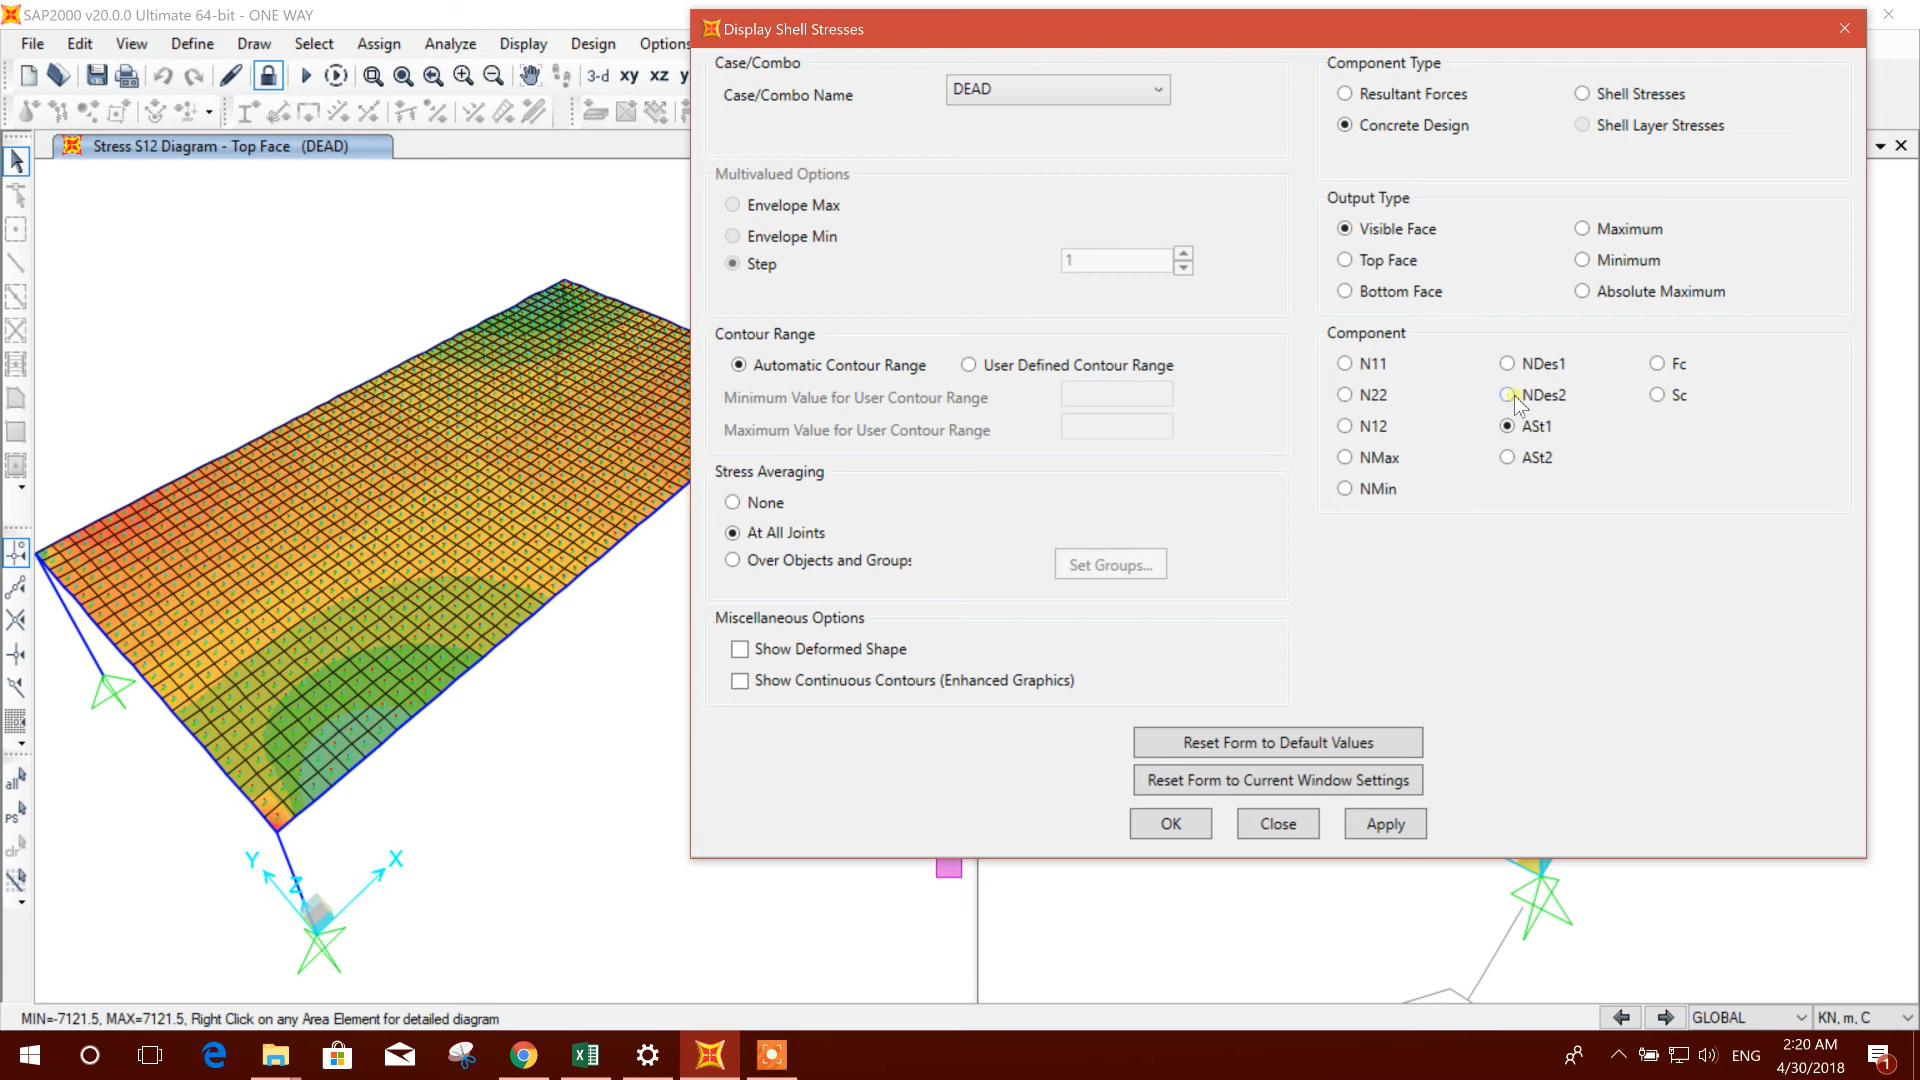 SAP2000 v20.0.0 Ultimate 64-bit - ONE WAY
File Edit View Define Draw Select Assign Analyze Display Design Options
3-d xy xz y
Stress S12 Diagram - Top Face (DEAD)
Display Shell Stresses
Case/Combo
Case/Combo Name DEAD
Multivalued Options
Envelope Max
Envelope Min
Step 1
Contour Range
Automatic Contour Range User Defined Contour Range
Minimum Value for User Contour Range
Maximum Value for User Contour Range
Stress Averaging
None
At All Joints
Over Objects and Groups Set Groups...
Miscellaneous Options
Show Deformed Shape
Show Continuous Contours (Enhanced Graphics)
Component Type
Resultant Forces Shell Stresses
Concrete Design Shell Layer Stresses
Output Type
Visible Face Maximum
Top Face Minimum
Bottom Face Absolute Maximum
Component
N11 NDes1 Fc
N22 NDes2 Sc
N12 ASt1
NMax ASt2
NMin
Reset Form to Default Values
Reset Form to Current Window Settings
OK Close Apply
all
PS
clr
Y X
Z
MIN=-7121.5, MAX=7121.5, Right Click on any Area Element for detailed diagram
GLOBAL KN, m, C
ENG 2:20 AM
4/30/2018
1